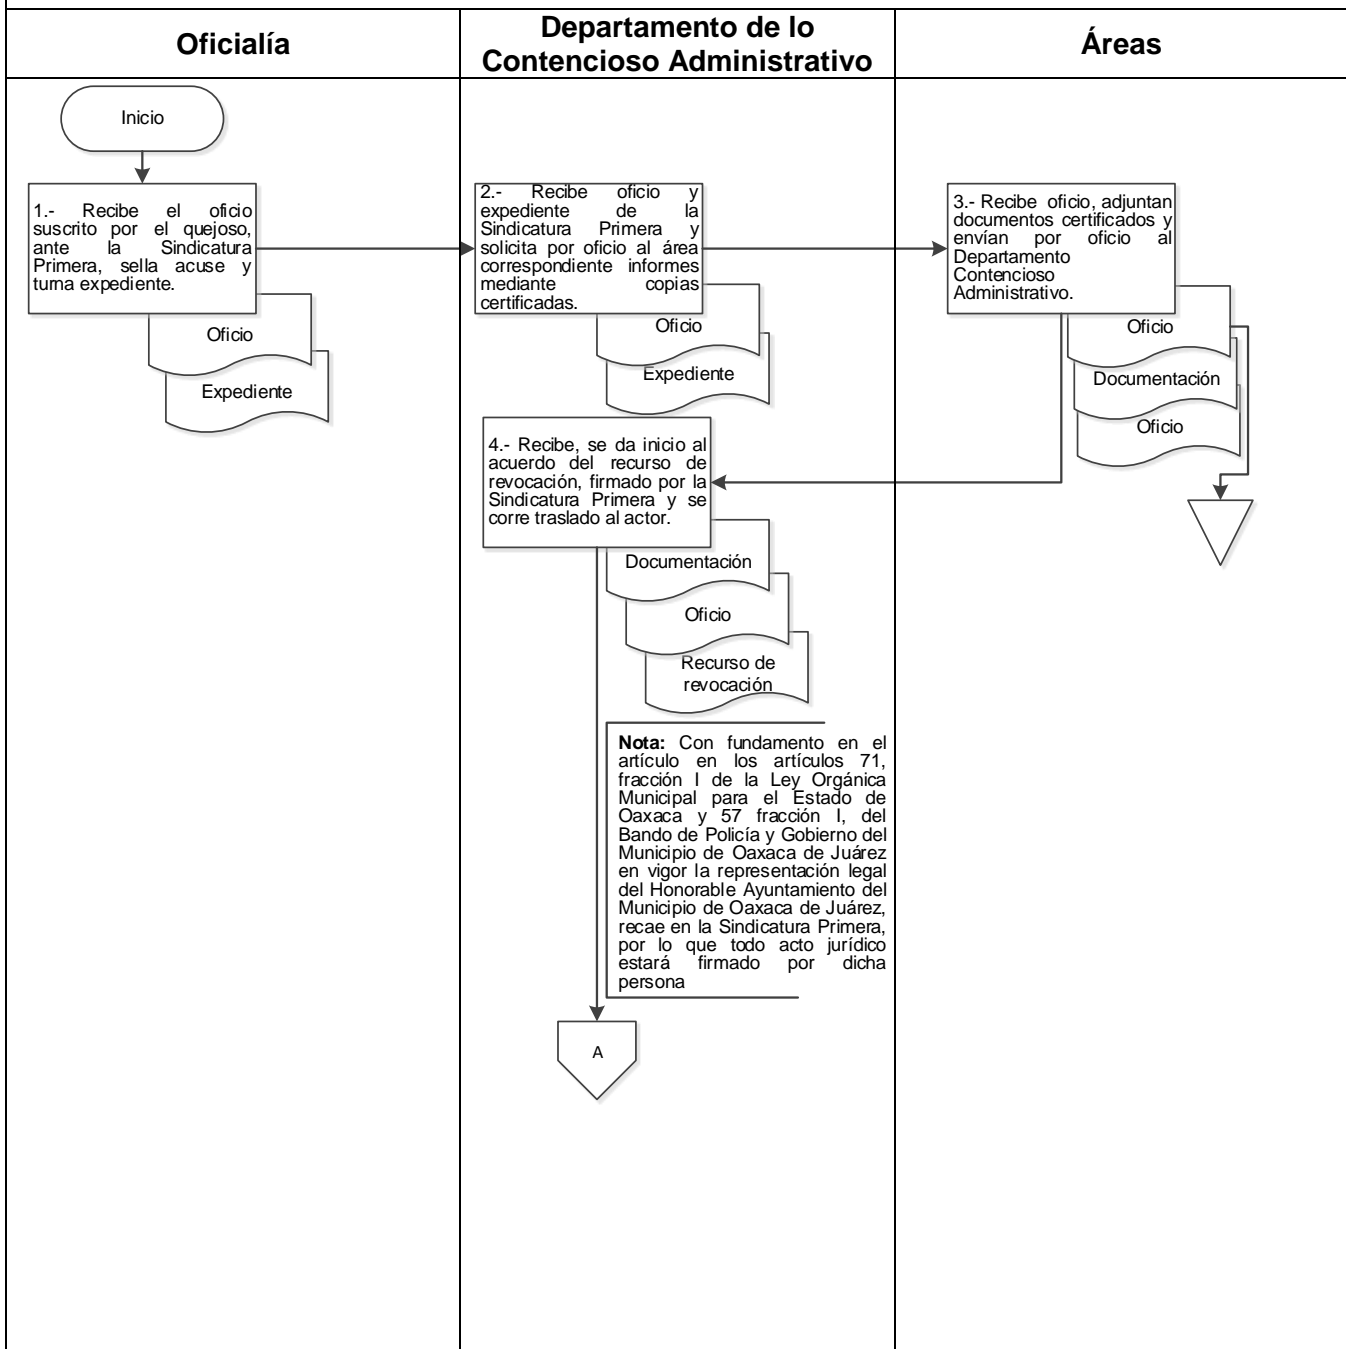 Oficialía
Departamento de lo
Contencioso Administrativo
Áreas
Inicio
1.- Recibe el oficio
suscrito por el quejoso,
ante la Sindicatura
Primera, sella acuse y
turna expediente.
Oficio
Expediente
2.- Recibe oficio y
expediente de la
Sindicatura Primera y
solicita por oficio al área
correspondiente informes
mediante copias
certificadas.
Oficio
Expediente
3.- Recibe oficio, adjuntan
documentos certificados y
envían por oficio al
Departamento
Contencioso
Administrativo.
Oficio
Documentación
Oficio
4.- Recibe, se da inicio al
acuerdo del recurso de
revocación, firmado por la
Sindicatura Primera y se
corre traslado al actor.
Documentación
Oficio
Recurso de
revocación
Nota: Con fundamento en el
artículo en los artículos 71,
fracción I de la Ley Orgánica
Municipal para el Estado de
Oaxaca y 57 fracción I, del
Bando de Policía y Gobierno del
Municipio de Oaxaca de Juárez
en vigor la representación legal
del Honorable Ayuntamiento del
Municipio de Oaxaca de Juárez,
recae en la Sindicatura Primera,
por lo que todo acto jurídico
estará firmado por dicha
persona
A